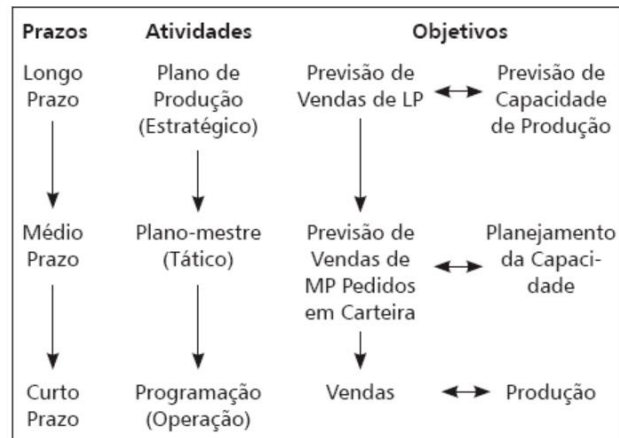 Prazos Atividades Objetivos
Longo Prazo
Plano de Produção (Estratégico)
Previsão de Vendas de LP
Previsão de Capacidade de Produção
Médio Prazo
Plano-mestre (Tático)
Previsão de Vendas de MP Pedidos em Carteira
Planejamento da Capaci-dade
Curto Prazo
Programação (Operação)
Vendas
Produção